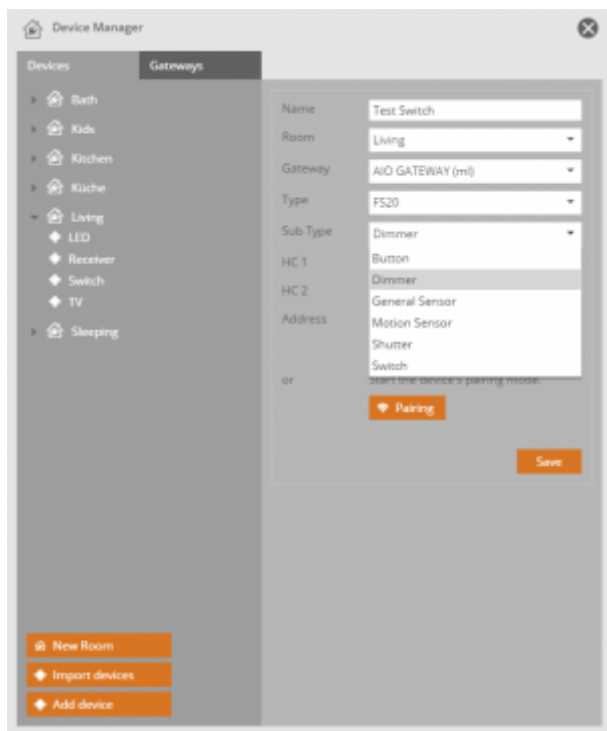 Device Manager
Devices
Gateways
Bath
Kids
Kitchen
Küche
Living
LED
Receiver
Switch
TV
Sleeping
New Room
Import devices
Add device
Name
Test Switch
Room
Living
Gateway
AIO GATEWAY (ml)
Type
FS20
Sub Type
Dimmer
HC 1
Button
Dimmer
HC 2
General Sensor
Address
Motion Sensor
Shutter
Switch
or
Start the device's pairing mode.
Pairing
Save